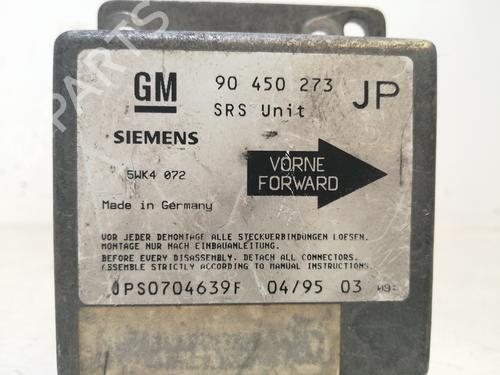 GM 90 450 273 JP
SRS Unit
SIEMENS
5WK4 072
VORNE
FORWARD
Made in Germany
VOR JEDER DEMONTAGE ALLE STECKVERBINDUNGEN LOESEN.
MONTAGE NUR NACH EINBAUANLEITUNG.
BEFORE EVERY DISASSEMBLY, DETACH ALL CONNECTORS.
ASSEMBLE STRICTLY ACCORDING TO MANUAL INSTRUCTIONS.
JPS0704639F 04/95 03